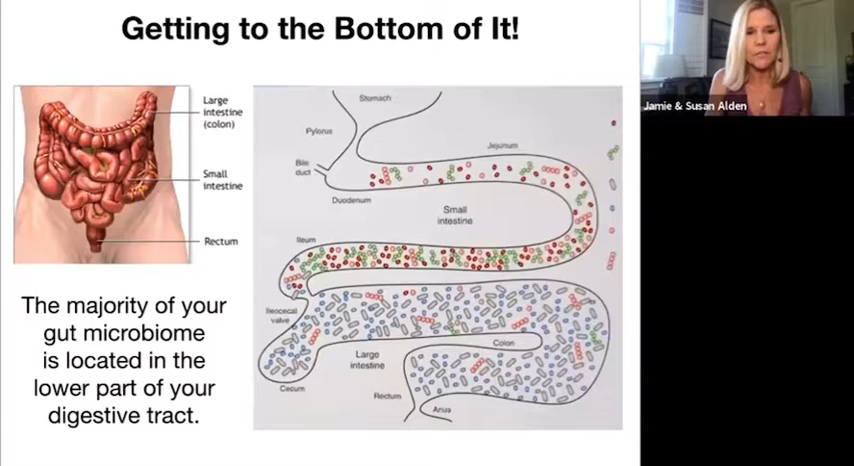 Getting to the Bottom of It!
Jamie & Susan Alden
Large
intestine
(colon)
Small
intestine
Rectum
Stomach
Pylorus
Jejunum
Bile
duct
Duodenum
Small
intestine
Ileum
Ileocecal
valve
Colon
Large
intestine
Cecum
Rectum
Anus
The majority of your
gut microbiome
is located in the
lower part of your
digestive tract.